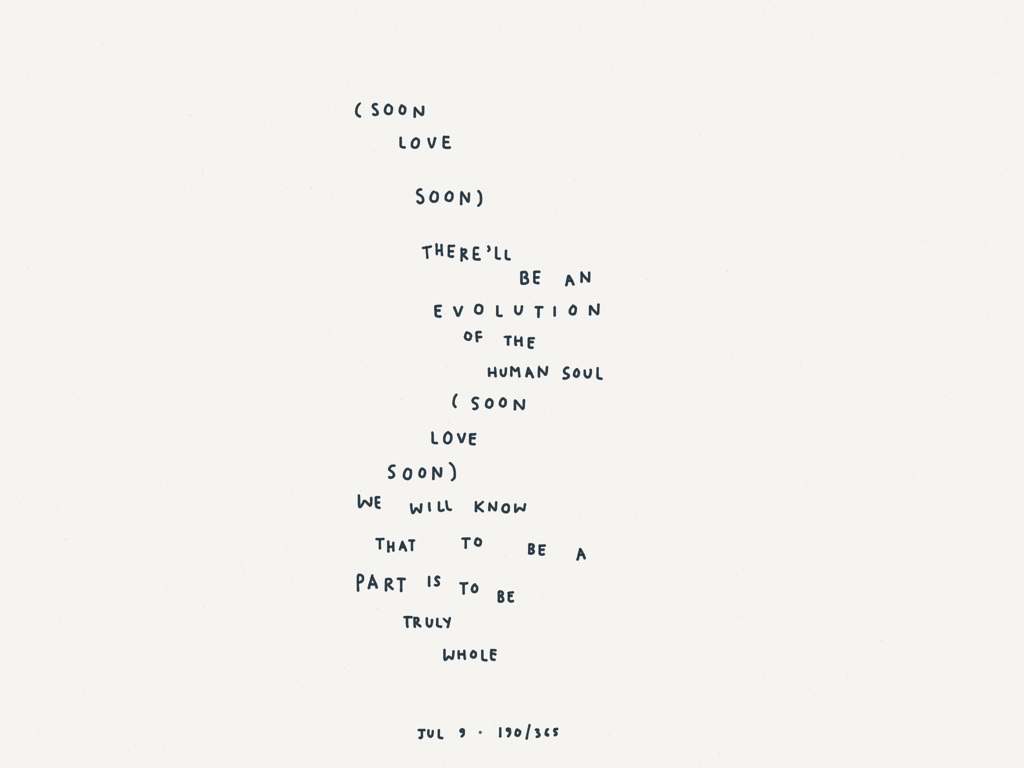 (SOON
LOVE
SOON)
THERE'LL
BE AN
EVOLUTION
OF THE
HUMAN SOUL
(SOON
LOVE
SOON)
WE WILL KNOW
THAT TO BE A
PART IS TO BE
TRULY
WHOLE
JUL 9 · 190/365